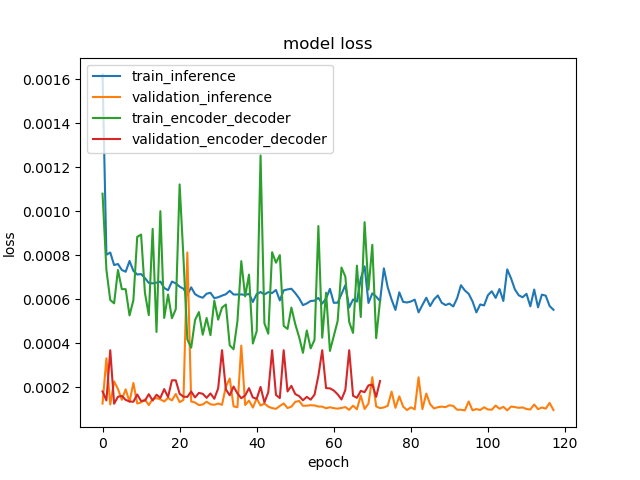 model loss
train_inference
validation_inference
train_encoder_decoder
validation_encoder_decoder
0.0016
0.0014
0.0012
0.0010
0.0008
0.0006
0.0004
0.0002
loss
0 20 40 60 80 100 120
epoch